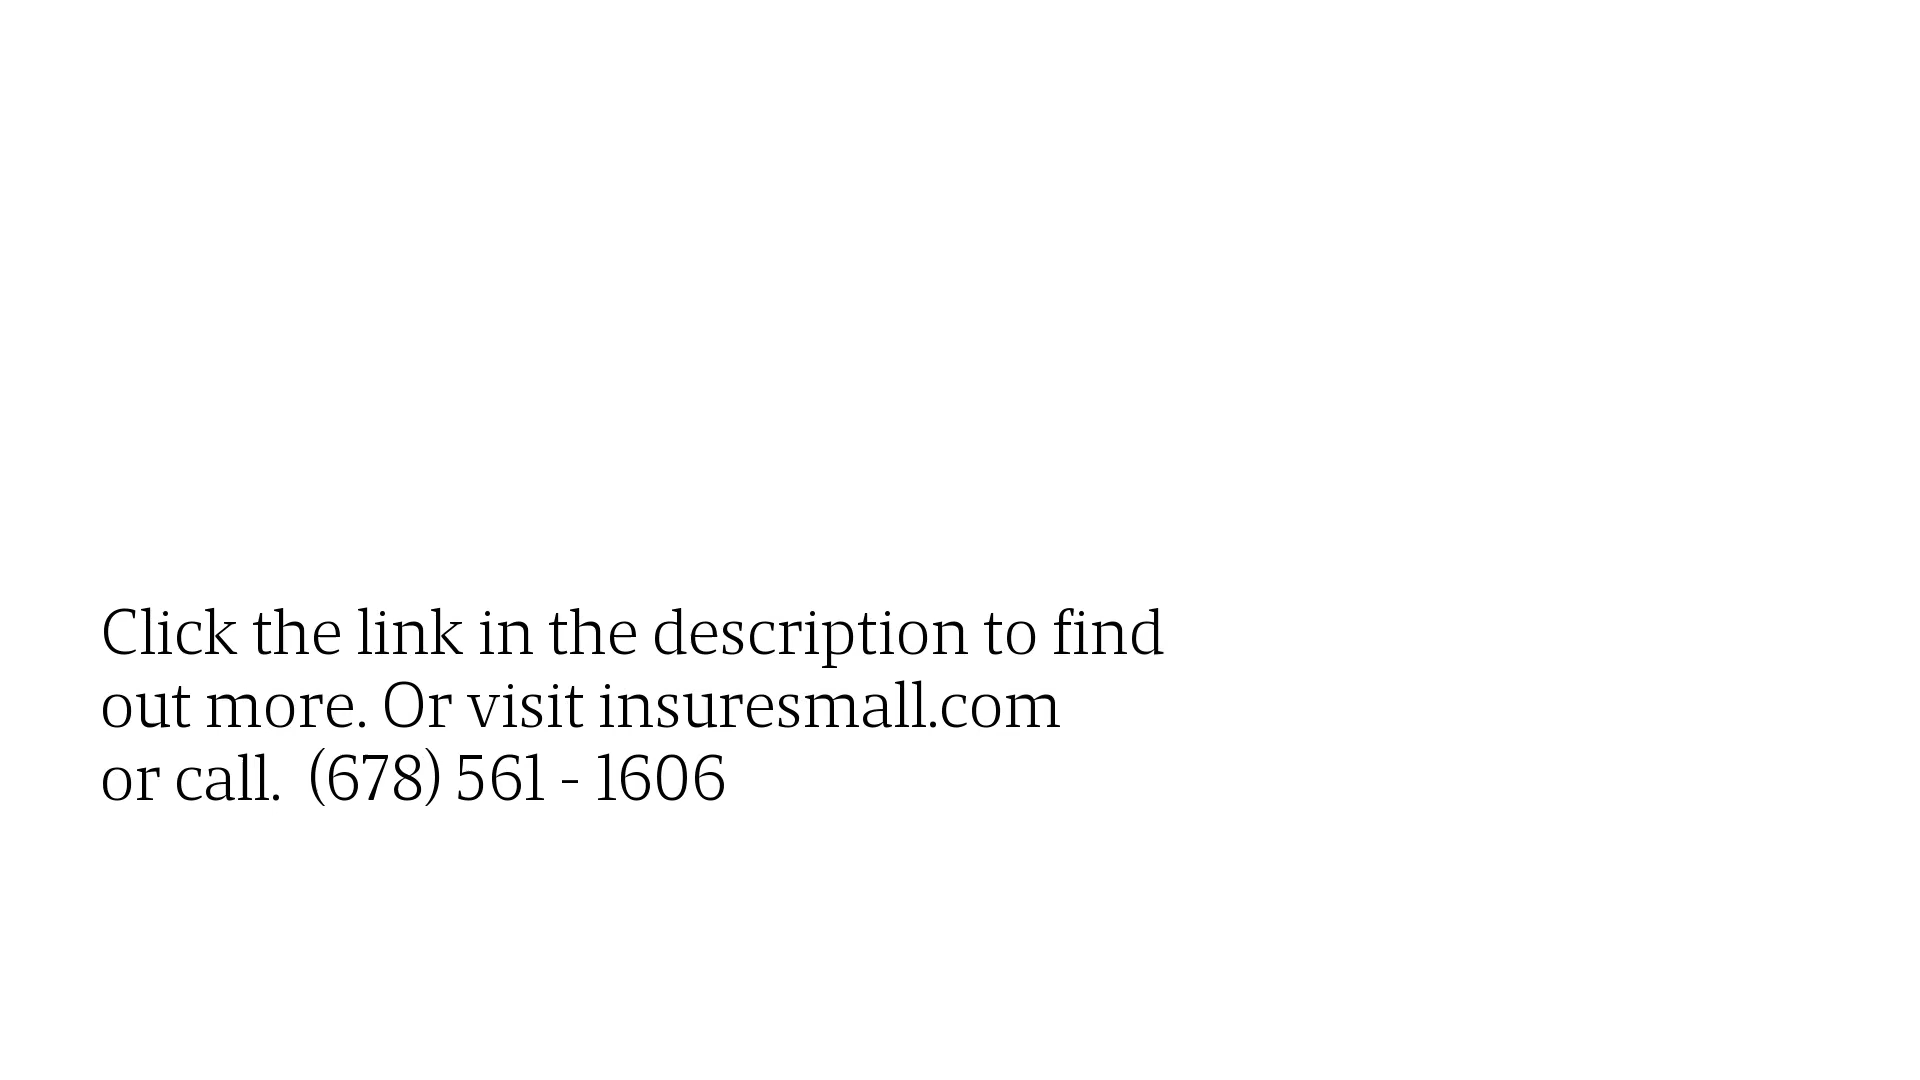 Click the link in the description to find
out more. Or visit insuresmall.com
or call.  (678) 561 - 1606